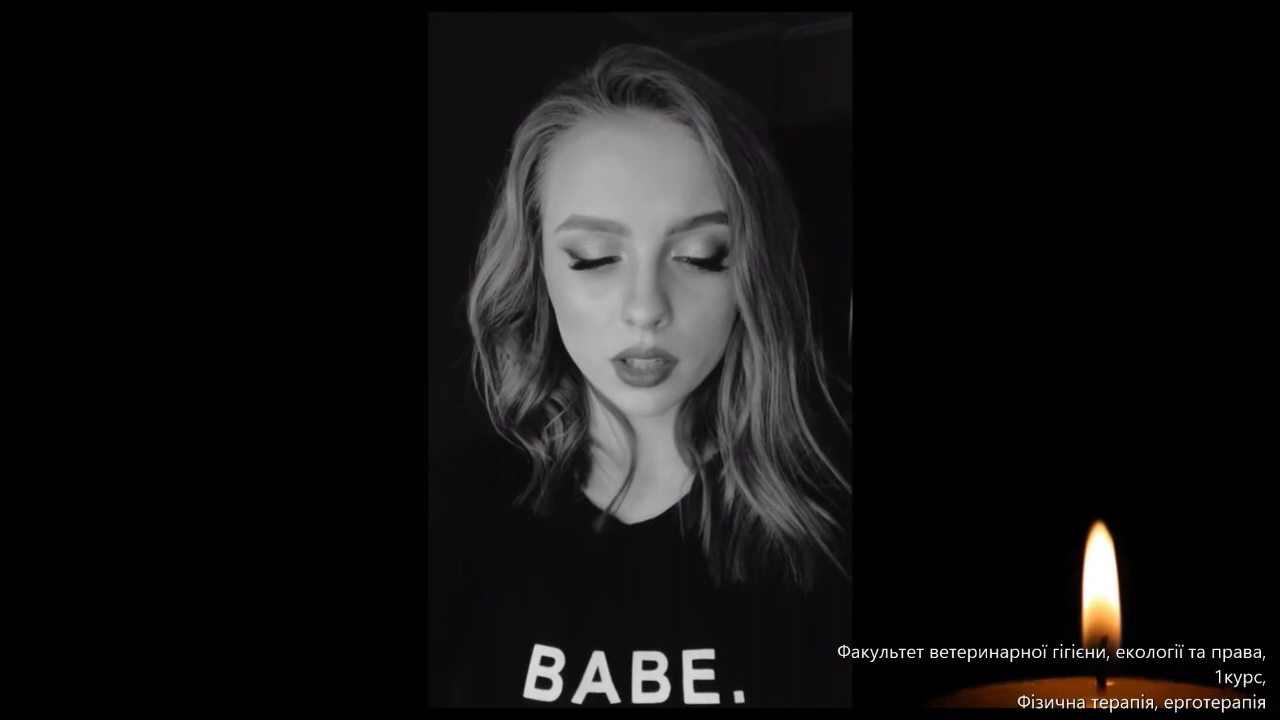 BABE.
Факультет ветеринарної гігієни, екології та права,
1курс,
Фізична терапія, ерготерапія